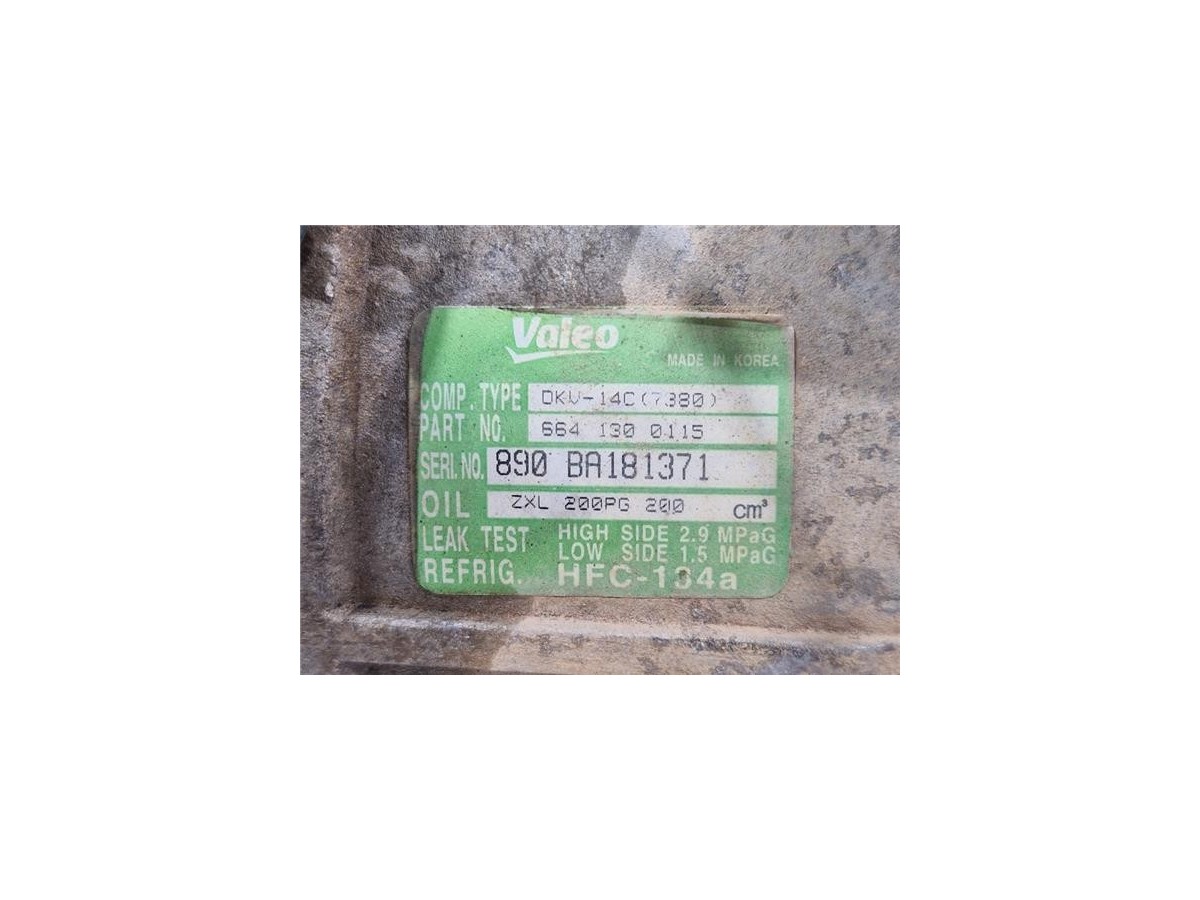 Valeo
MADE IN KOREA
COMP. TYPE DKV-14C(7380)
PART NO. 664 130 0115
SERI. NO. 890 BA181371
OIL ZXL 200PG 200 cm³
LEAK TEST HIGH SIDE 2.9 MPaG
LOW SIDE 1.5 MPaG
REFRIG. HFC-134a